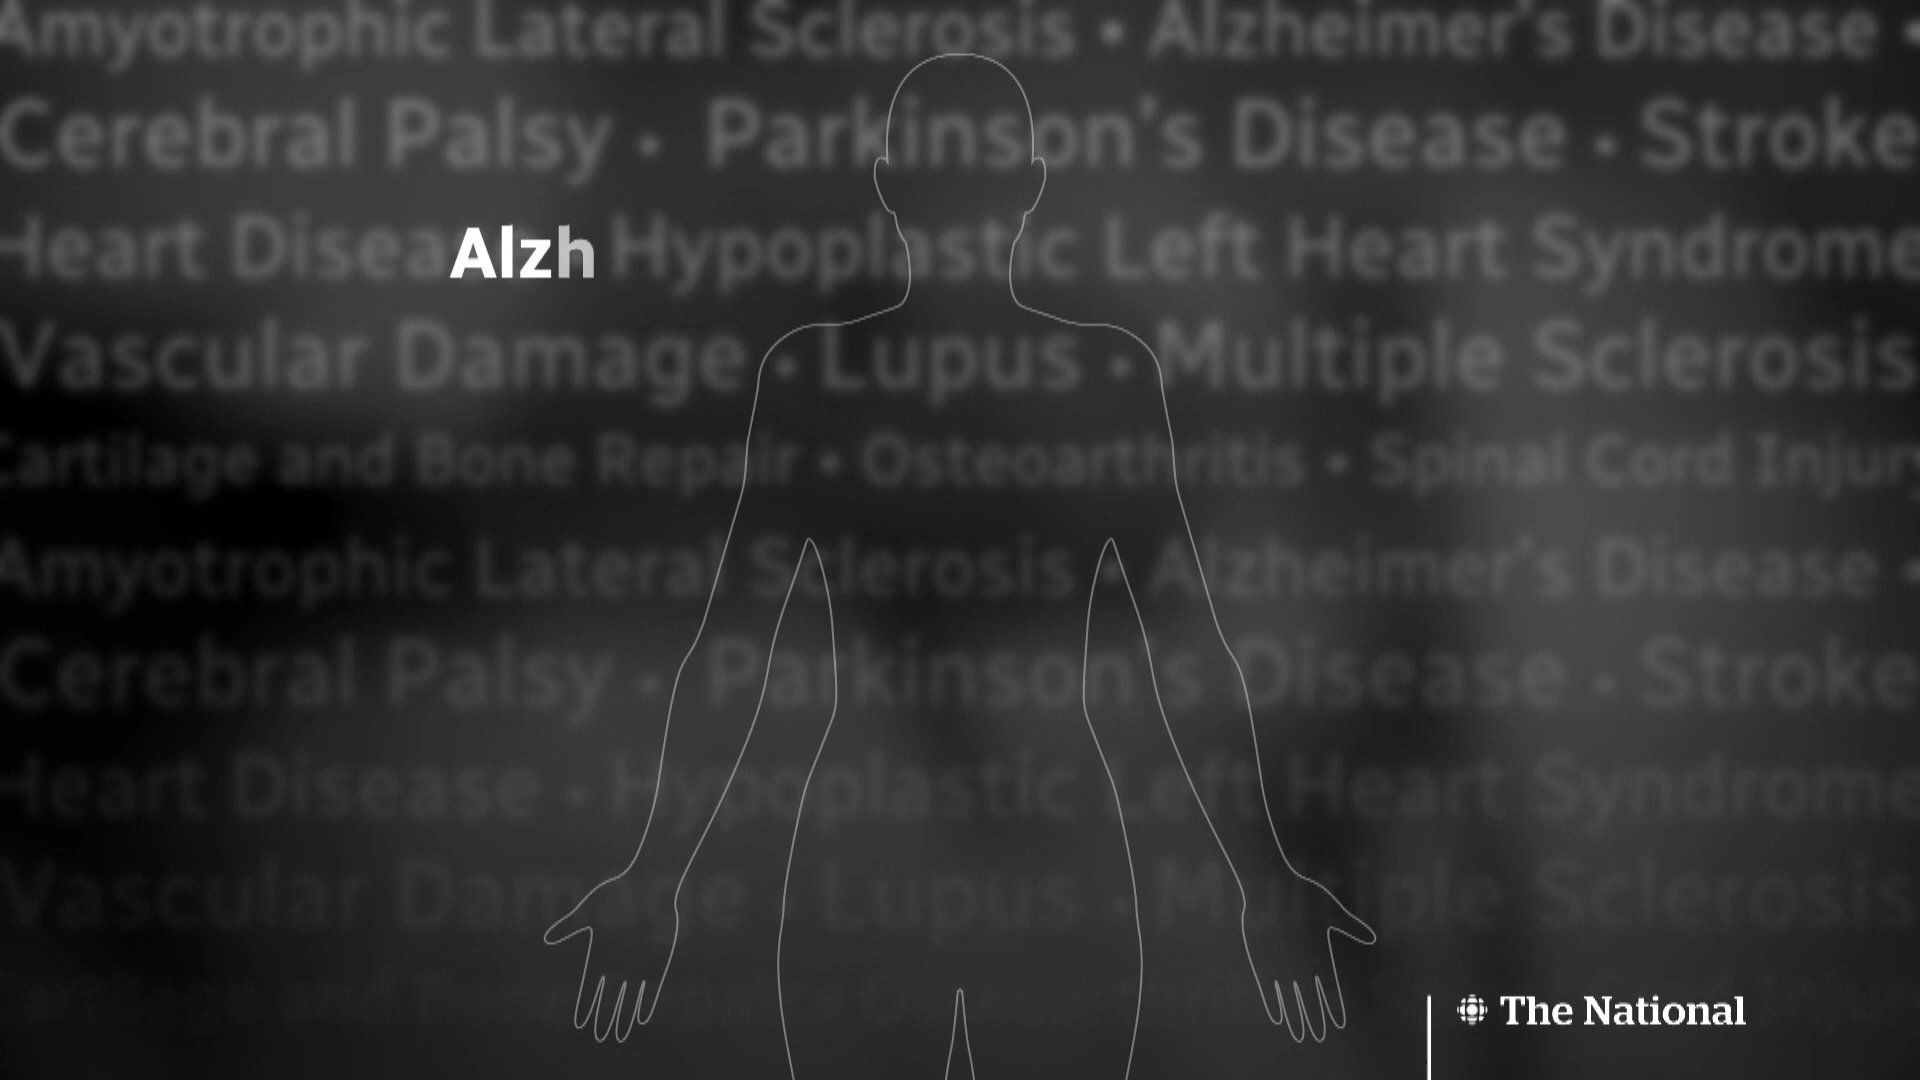 Amyotrophic Lateral Sclerosis • Alzheimer's Disease •
Cerebral Palsy • Parkinson's Disease • Stroke
Heart Disea Alzh Hypoplastic Left Heart Syndrome
Vascular Damage • Lupus • Multiple Sclerosis
Cartilage and Bone Repair • Osteoarthritis • Spinal Cord Injury
Amyotrophic Lateral Sclerosis • Alzheimer's Disease •
Cerebral Palsy • Parkinson's Disease • Stroke
Heart Disease • Hypoplastic Left Heart Syndrome
Vascular Damage • Lupus • Multiple Sclerosis
The National